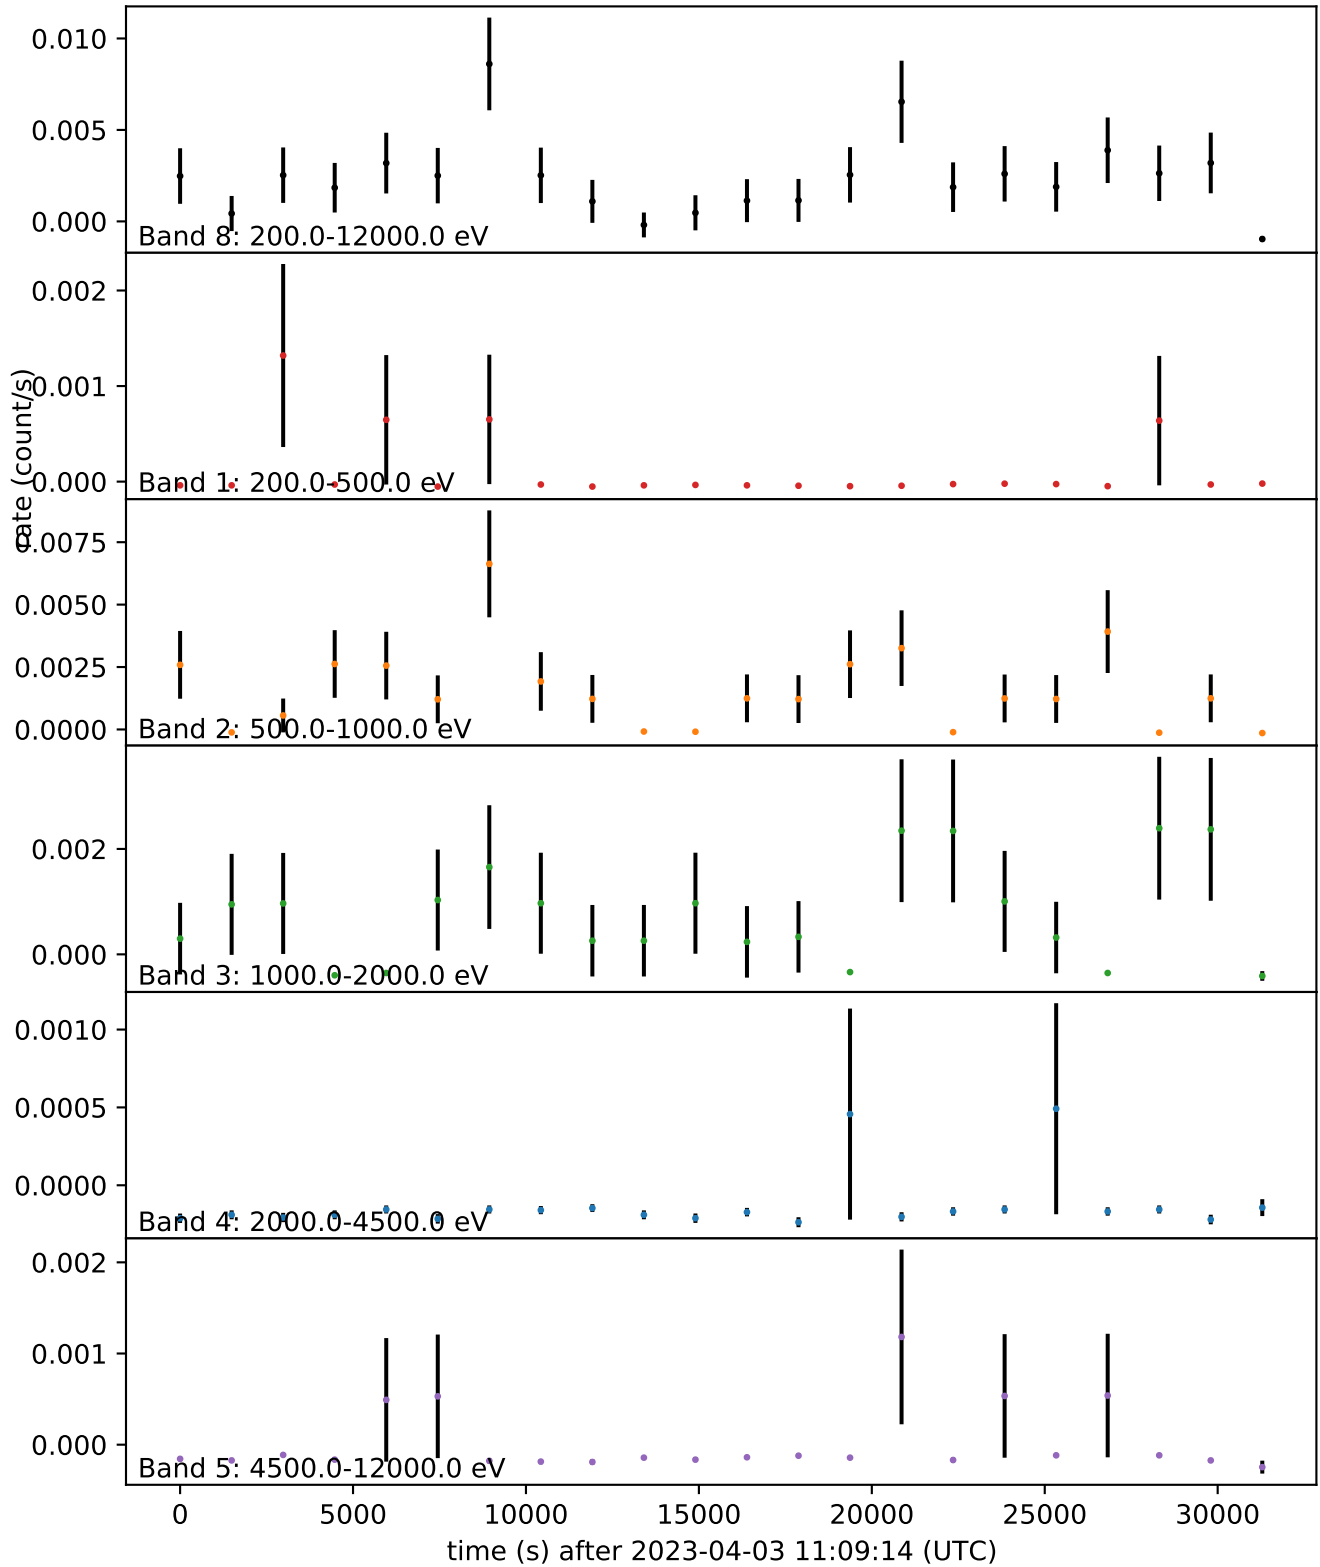 0.010
0.005
0.000
Band 8: 200.0-12000.0 eV
0.002
0.001
0.000
Band 1: 200.0-500.0 eV
rate (count/s)
0.0075
0.0050
0.0025
0.0000
Band 2: 500.0-1000.0 eV
0.002
0.000
Band 3: 1000.0-2000.0 eV
0.0010
0.0005
0.0000
Band 4: 2000.0-4500.0 eV
0.002
0.001
0.000
Band 5: 4500.0-12000.0 eV
0 5000 10000 15000 20000 25000 30000
time (s) after 2023-04-03 11:09:14 (UTC)